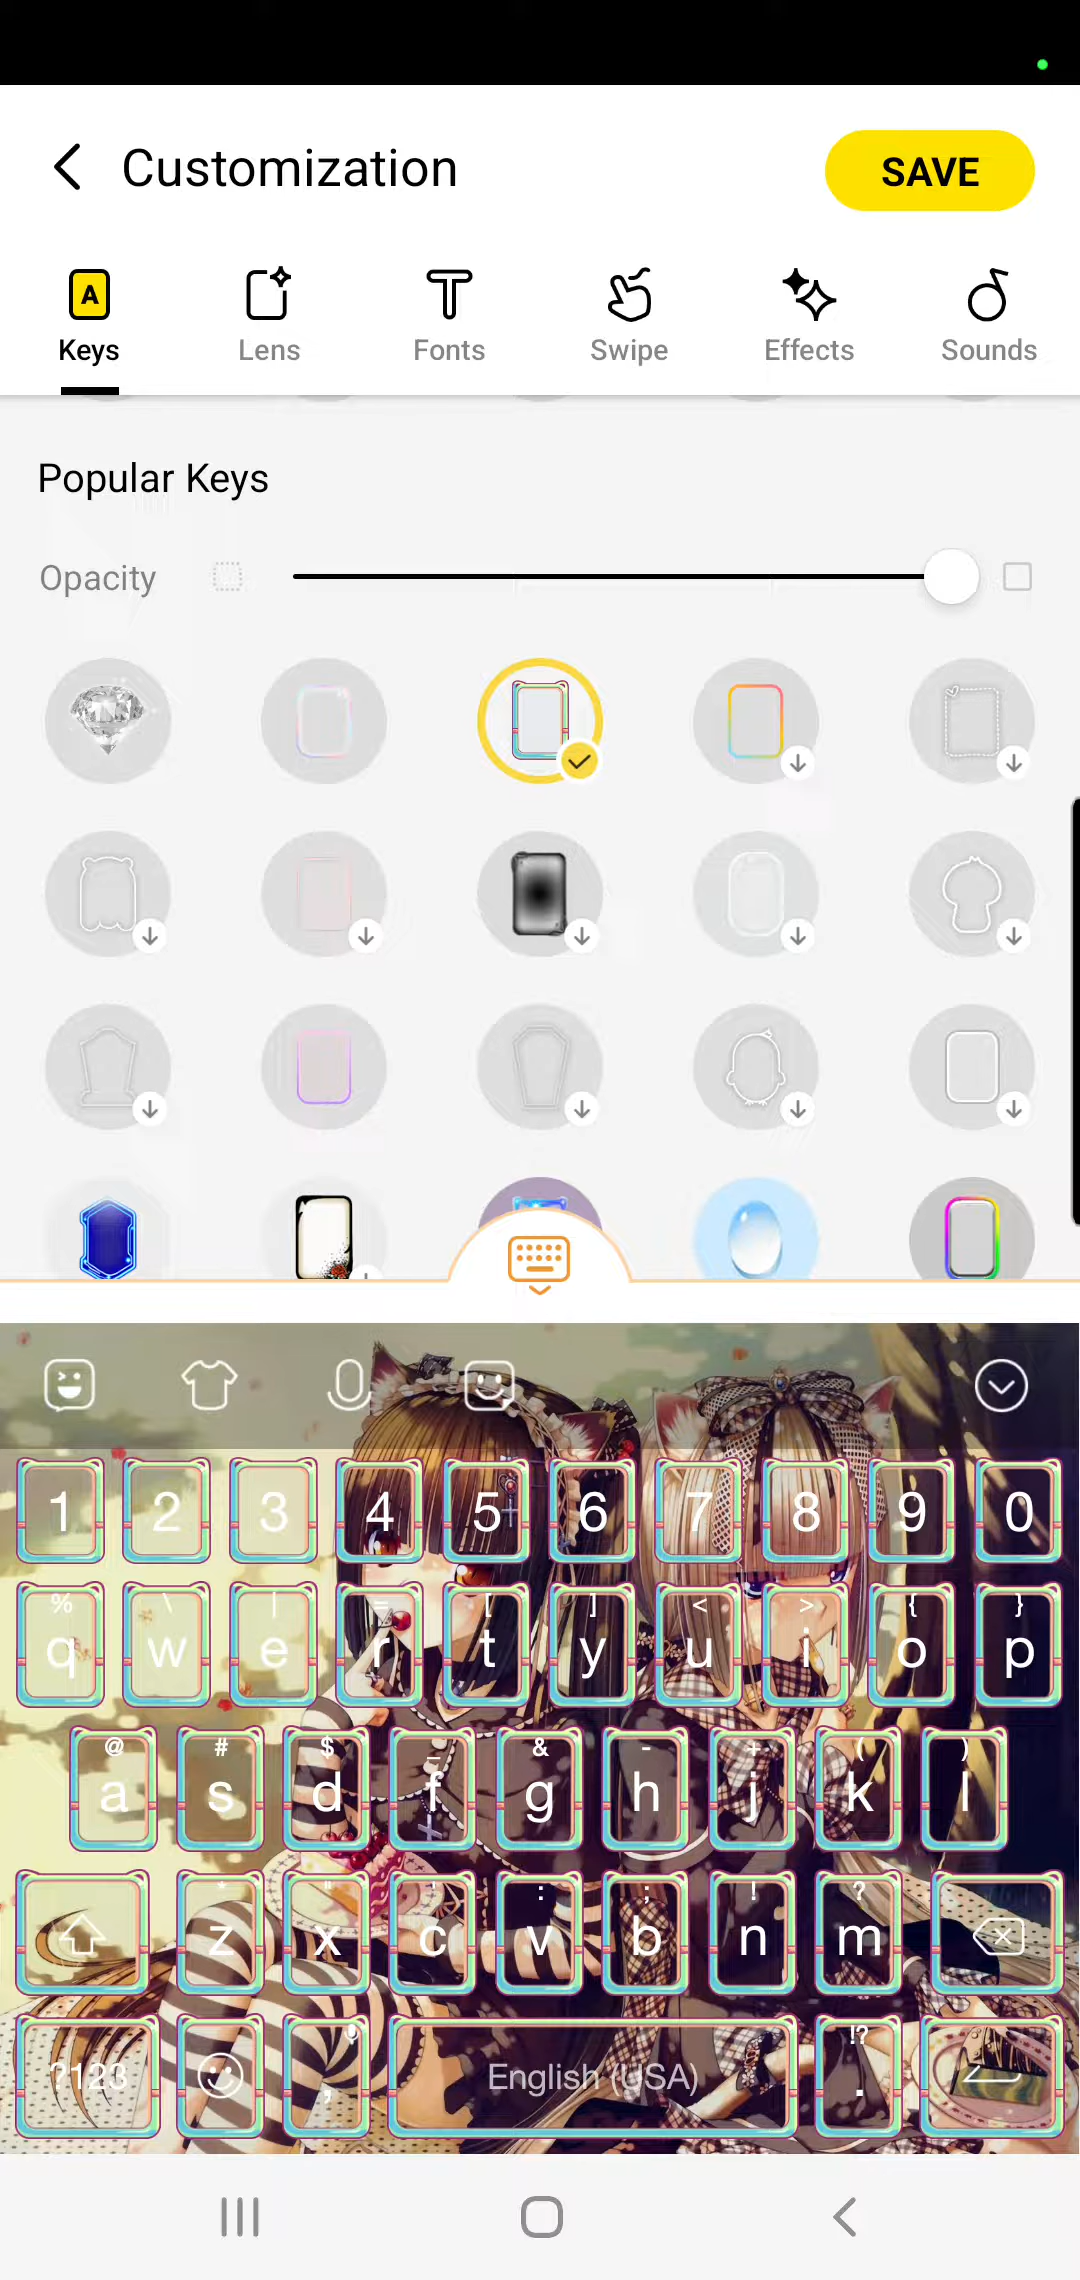 Customization
SAVE
A
Keys Lens Fonts Swipe Effects Sounds
Popular Keys
Opacity
1 2 3 4 5 6 7 8 9 0
% \ | = [ ] < > { }
q w e r t y u i o p
@ # $ _ & - + ( )
a s d f g h j k l
* " ' : ; ! ?
z x c v b n m
!?
?123 , English (USA) .